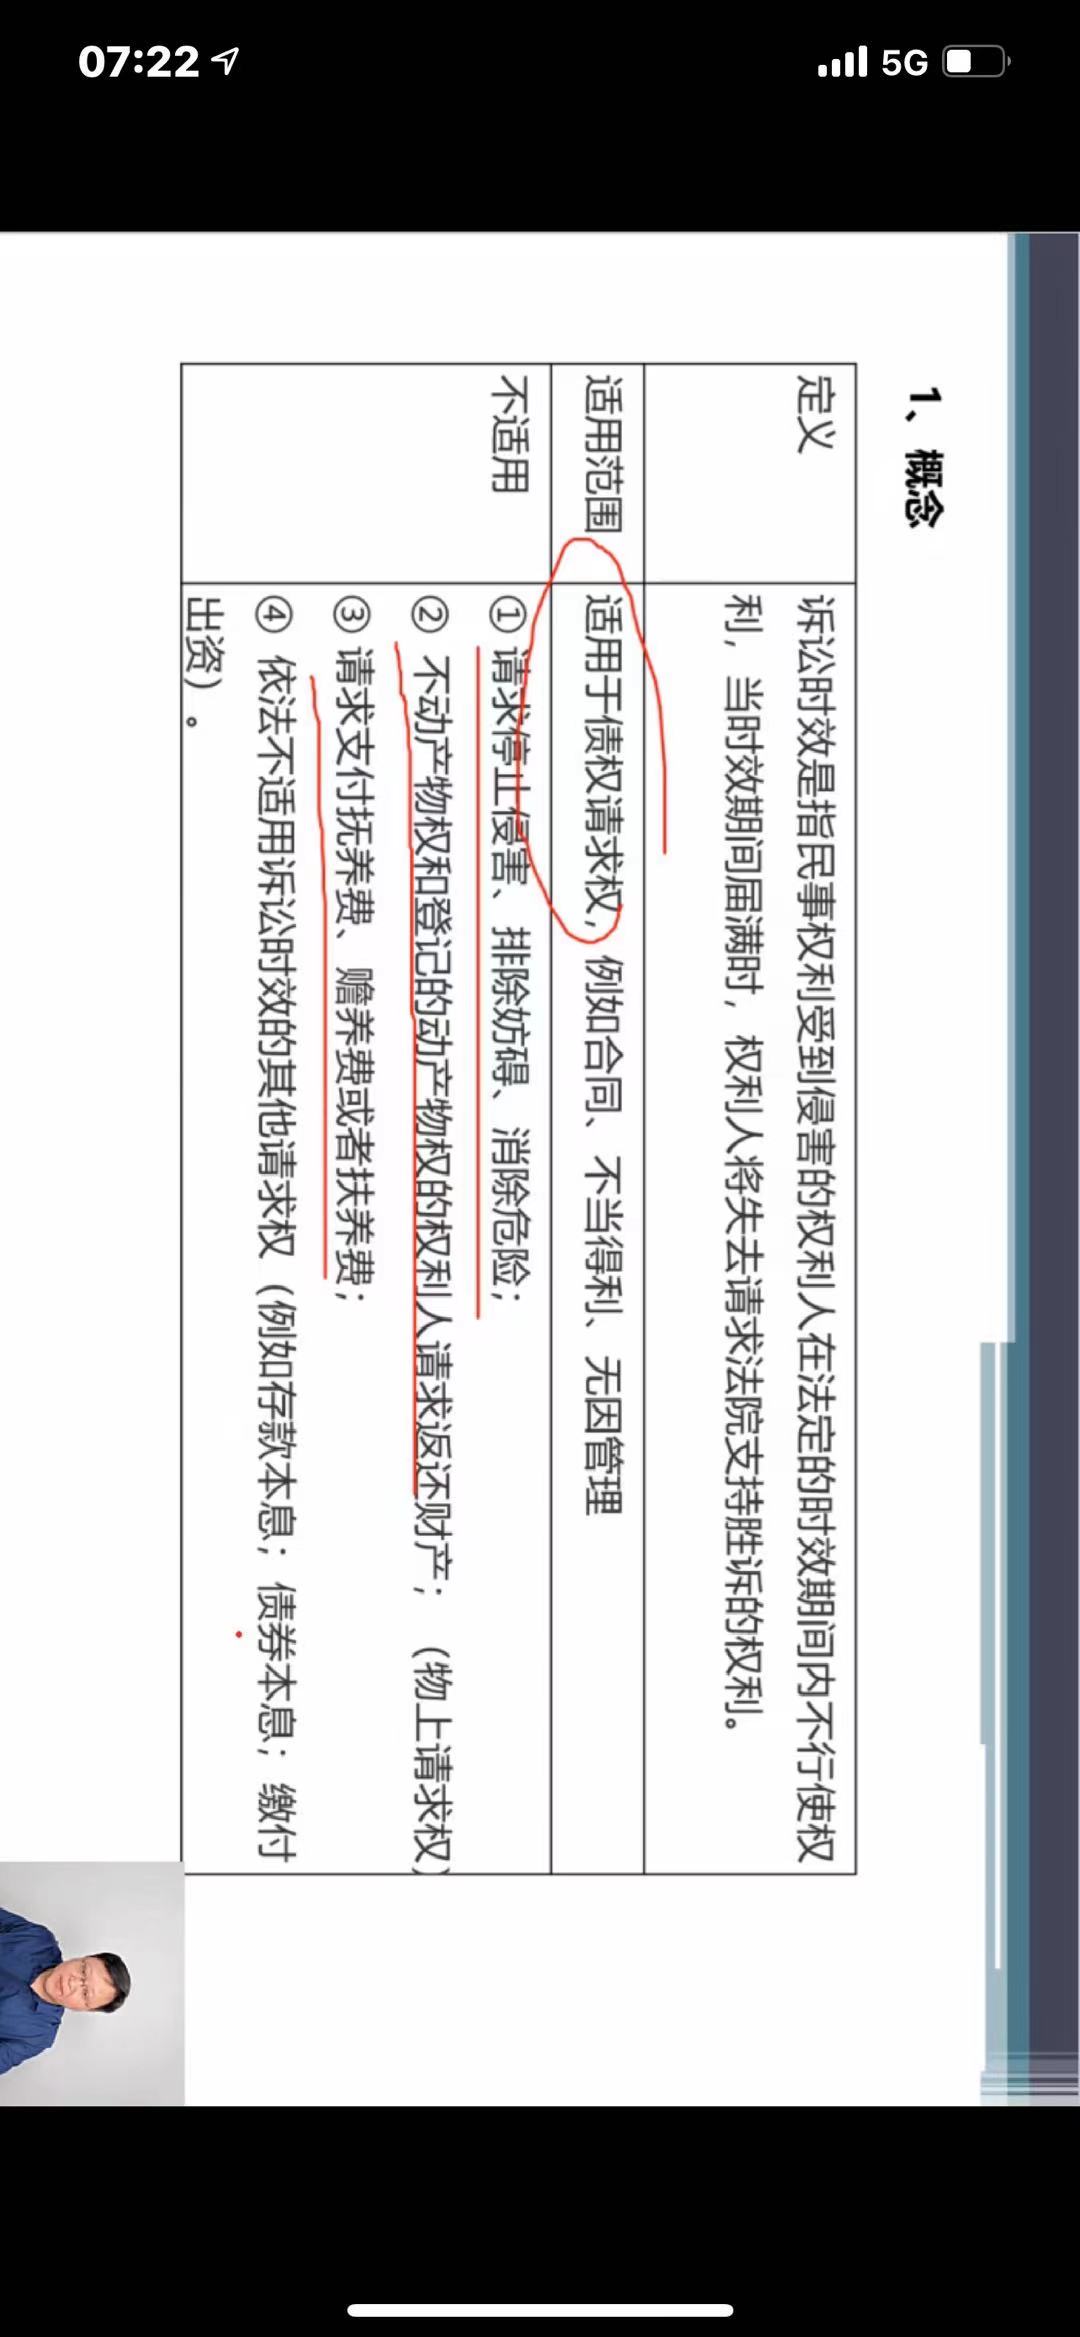 07:22
5G
1、概念
定义
诉讼时效是指民事权利受到侵害的权利人在法定的时效期间内不行使权
利，当时效期间届满时，权利人将失去请求法院支持胜诉的权利。
适用范围
适用于债权请求权，例如合同、不当得利、无因管理
不适用
① 请求停止侵害、排除妨碍、消除危险；
② 不动产物权和登记的动产物权的权利人请求返还财产；（物上请求权）
③ 请求支付抚养费、赡养费或者扶养费；
④ 依法不适用诉讼时效的其他请求权（例如存款本息；债券本息；缴付
出资）。